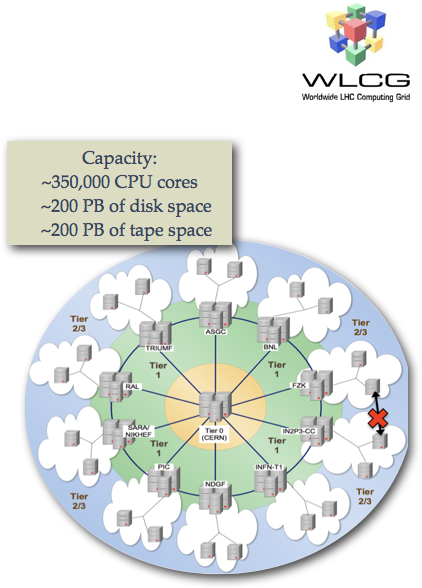 WLCG
Worldwide LHC Computing Grid
Capacity:
~350,000 CPU cores
~200 PB of disk space
~200 PB of tape space
Tier
2/3
Tier
2/3
ASGC
TRIUMF
BNL
Tier
1
Tier
1
RAL
FZK
Tier 0
(CERN)
SARA/
NIKHEF
IN2P3-CC
Tier
1
Tier
1
PIC
INFN-T1
NDGF
Tier
2/3
Tier
2/3